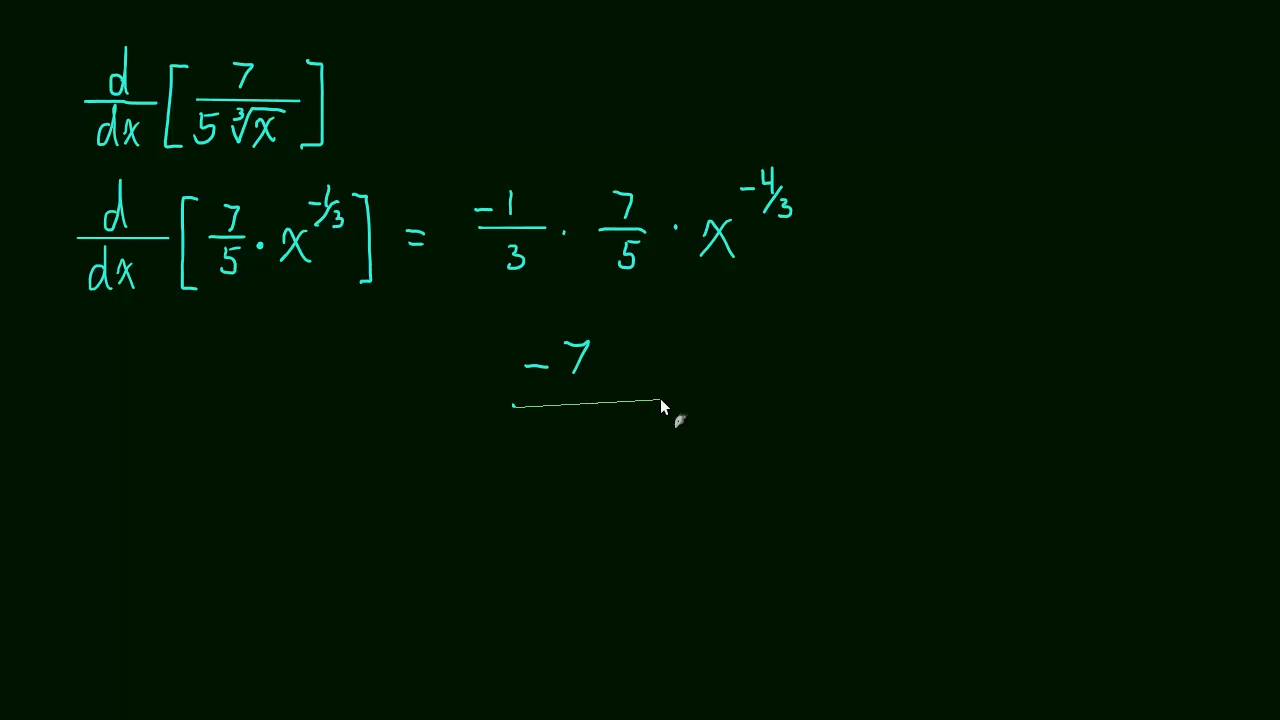 d/dx [ 7 / 5∛x ]
d/dx [ 7/5 · x^(-1/3) ] = -1/3 · 7/5 · x^(-4/3)
-7